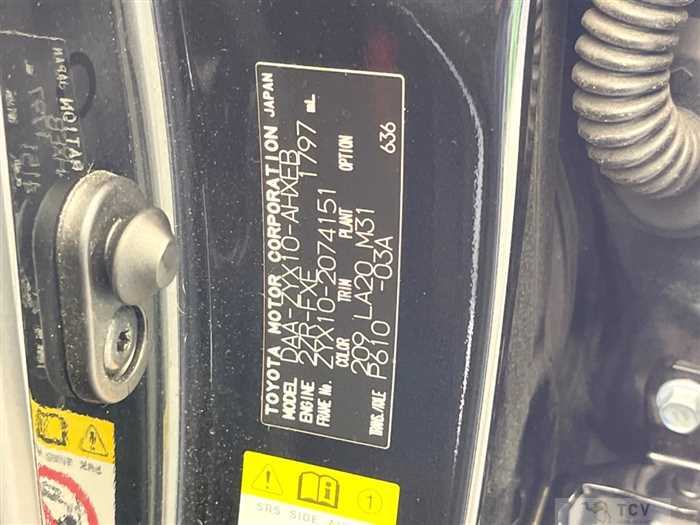 TOYOTA MOTOR CORPORATION JAPAN
MODEL DAA-ZYX10-AHXEB
ENGINE 2ZR-FXE 1797 mL
FRAME No. ZYX10-2074151
COLOR TRIM PLANT OPTION
209 LA20 M31 636
TRANS./AXLE P610 -03A
SRS SIDE
1
TCV